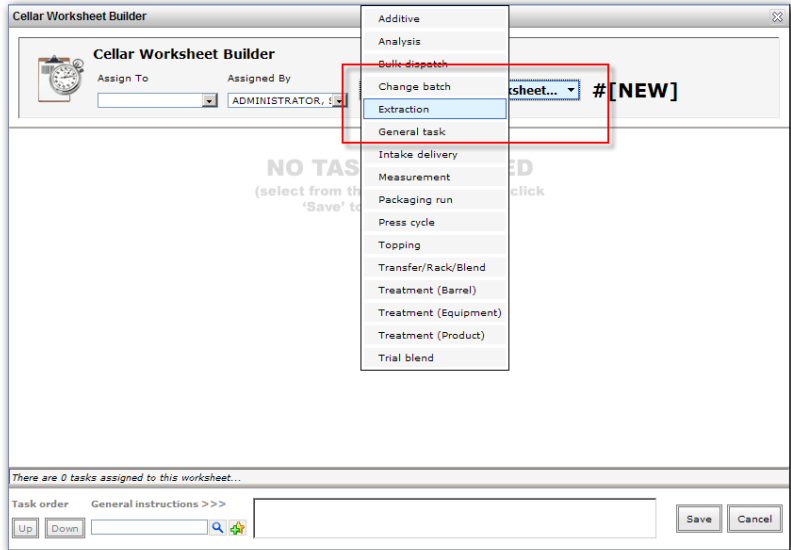 Cellar Worksheet Builder
Cellar Worksheet Builder
Assign To
Assigned By
ADMINISTRATOR,
ksheet...
#[NEW]
Additive
Analysis
Bulk dispatch
Change batch
Extraction
General task
Intake delivery
Measurement
Packaging run
Press cycle
Topping
Transfer/Rack/Blend
Treatment (Barrel)
Treatment (Equipment)
Treatment (Product)
Trial blend
NO TAS ED
(select from th click
'Save' to
There are 0 tasks assigned to this worksheet...
Task order
General instructions >>>
Up
Down
Save
Cancel